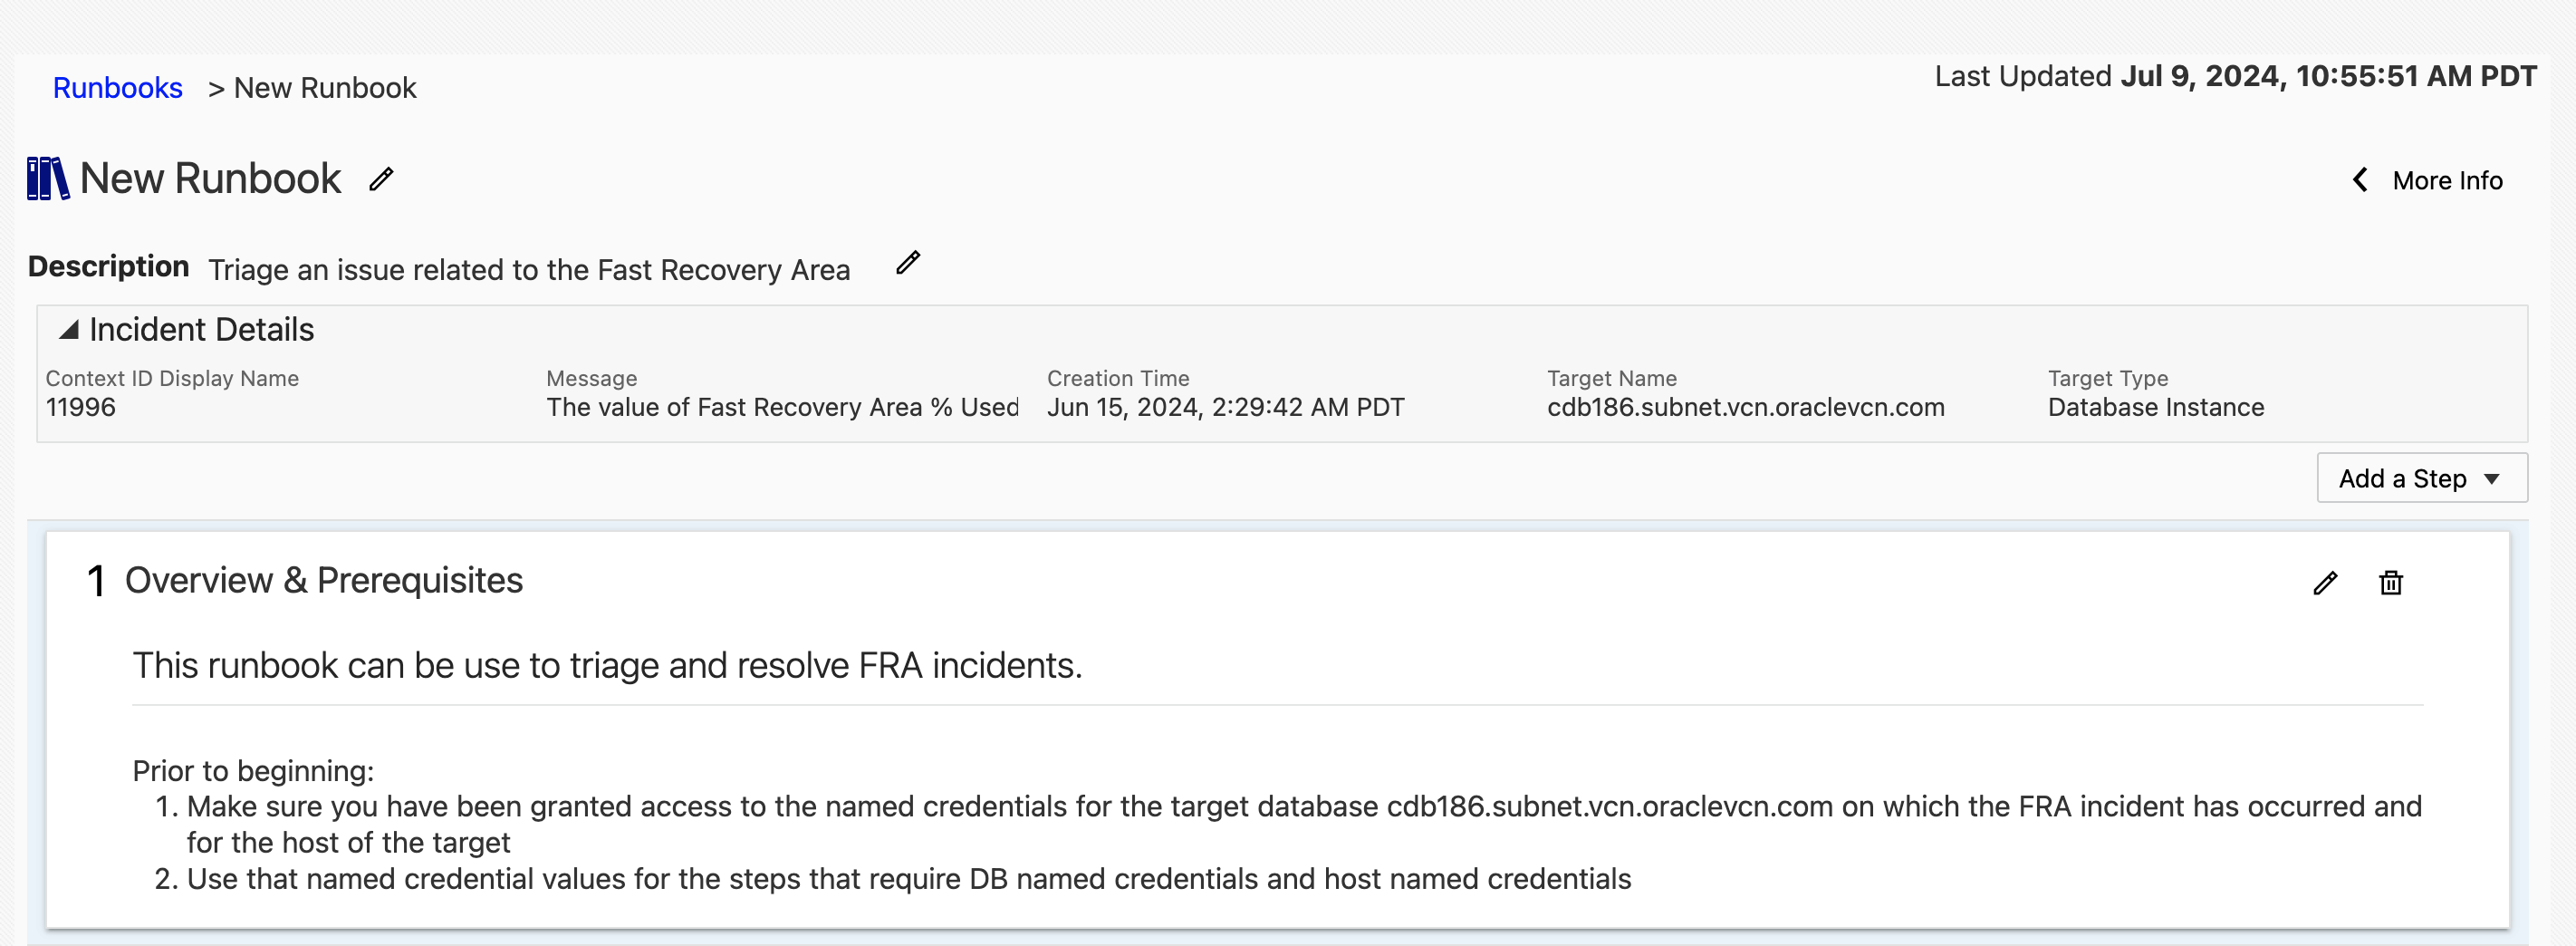 Runbooks > New Runbook
Last Updated Jul 9, 2024, 10:55:51 AM PDT
New Runbook
More Info
Description Triage an issue related to the Fast Recovery Area
Incident Details
Context ID Display Name
11996
Message
The value of Fast Recovery Area % Used
Creation Time
Jun 15, 2024, 2:29:42 AM PDT
Target Name
cdb186.subnet.vcn.oraclevcn.com
Target Type
Database Instance
Add a Step
1 Overview & Prerequisites
This runbook can be use to triage and resolve FRA incidents.
Prior to beginning:
1. Make sure you have been granted access to the named credentials for the target database cdb186.subnet.vcn.oraclevcn.com on which the FRA incident has occurred and
for the host of the target
2. Use that named credential values for the steps that require DB named credentials and host named credentials